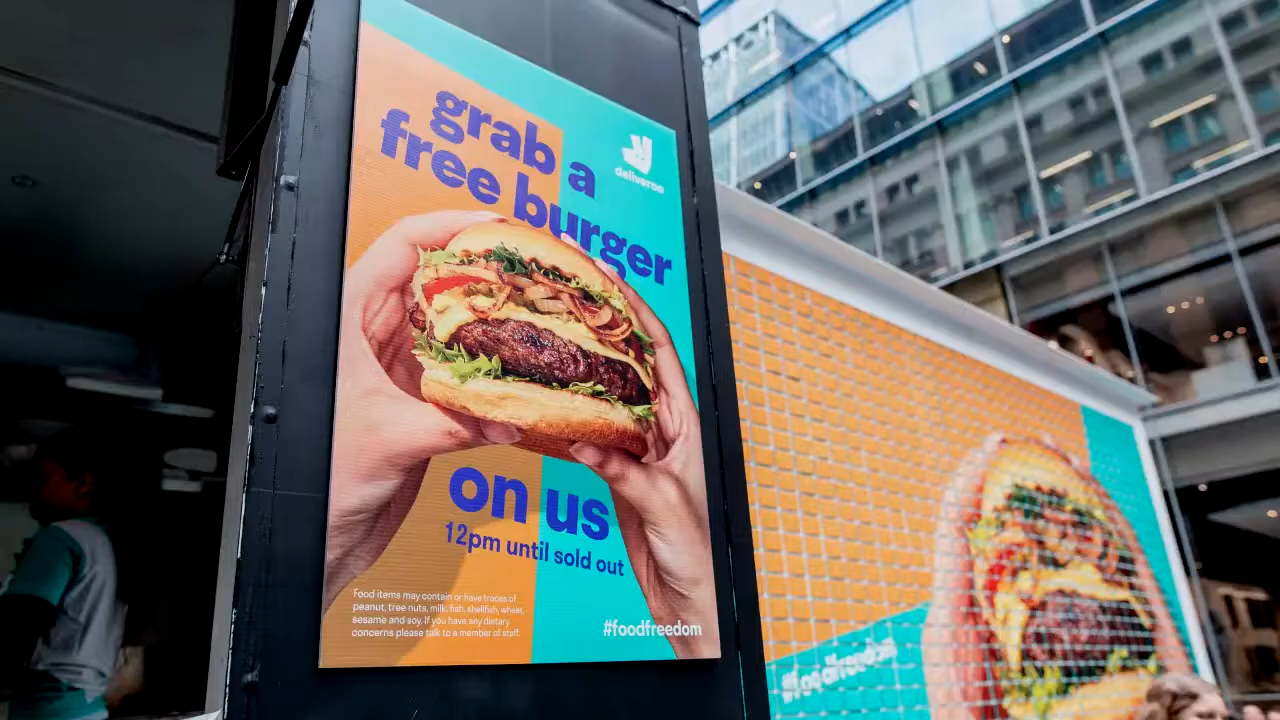 grab a
free burger
deliveroo
on us
12pm until sold out
Food items may contain or have traces of
peanut, tree nuts, milk, fish, shellfish, wheat,
sesame and soy. If you have any dietary
concerns please talk to a member of staff.
#foodfreedom
#foodfreedom